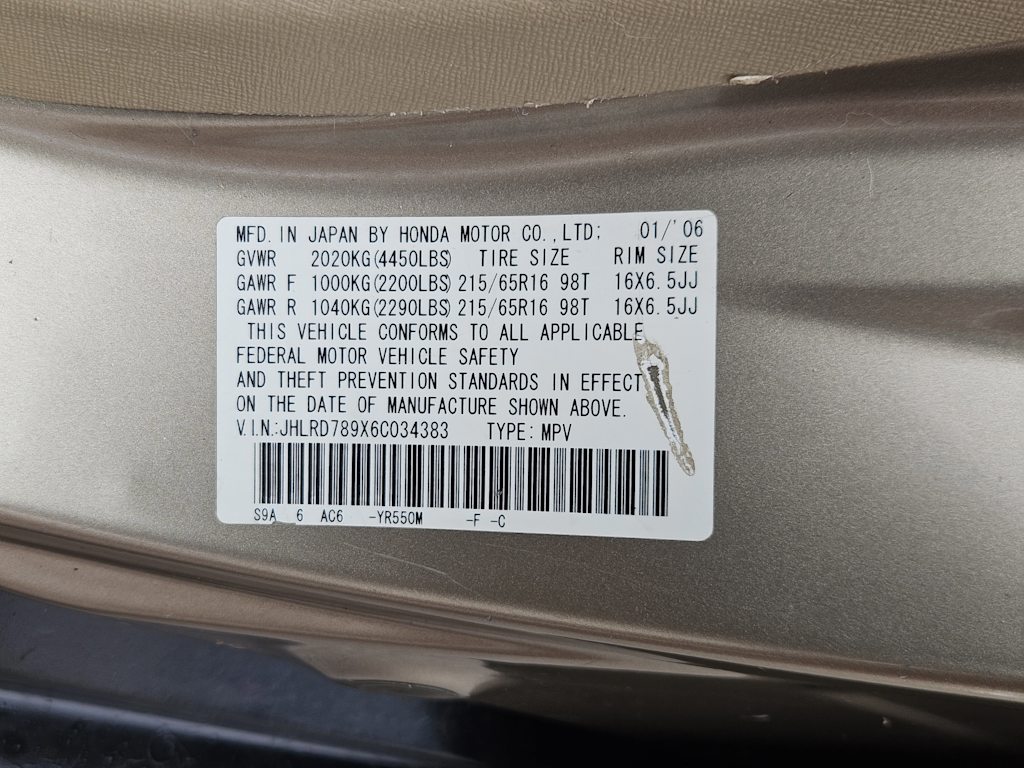 MFD. IN JAPAN BY HONDA MOTOR CO.,LTD; 01/'06
GVWR 2020KG(4450LBS) TIRE SIZE RIM SIZE
GAWR F 1000KG(2200LBS) 215/65R16 98T 16X6.5JJ
GAWR R 1040KG(2290LBS) 215/65R16 98T 16X6.5JJ
THIS VEHICLE CONFORMS TO ALL APPLICABLE
FEDERAL MOTOR VEHICLE SAFETY
AND THEFT PREVENTION STANDARDS IN EFFECT
ON THE DATE OF MANUFACTURE SHOWN ABOVE.
V.I.N.:JHLRD789X6C034383 TYPE: MPV
S9A 6 AC6 -YR550M -F -C